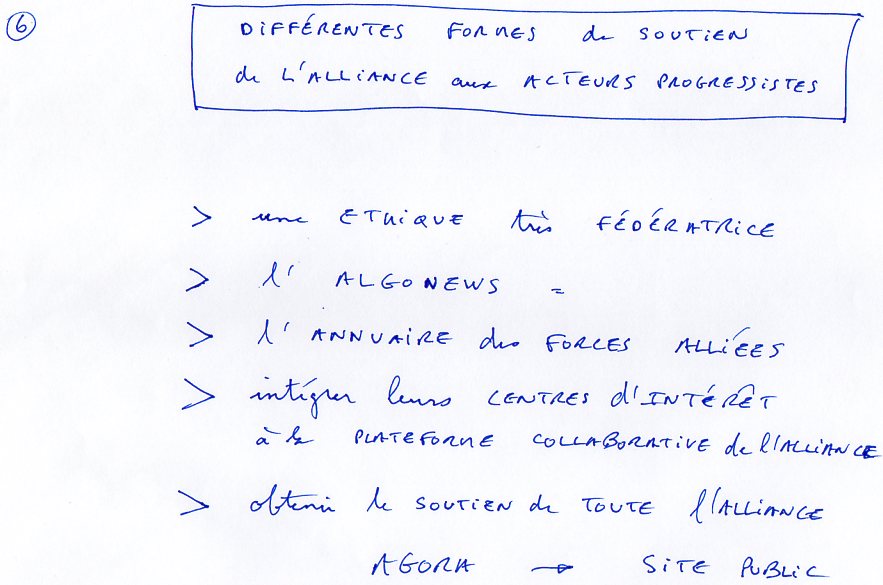 6
DIFFÉRENTES FORMES de SOUTIEN
de L'ALLIANCE aux ACTEURS PROGRESSISTES
> une ETHIQUE très FÉDÉRATRICE
> l'ALGONEWS =
> l'ANNUAIRE des FORCES ALLIÉES
> intégrer leurs CENTRES d'INTÉRÊT
à la PLATEFORME COLLABORATIVE de l'ALLIANCE
> obtenir le SOUTIEN de TOUTE l'ALLIANCE
AGORA → SITE PUBLIC